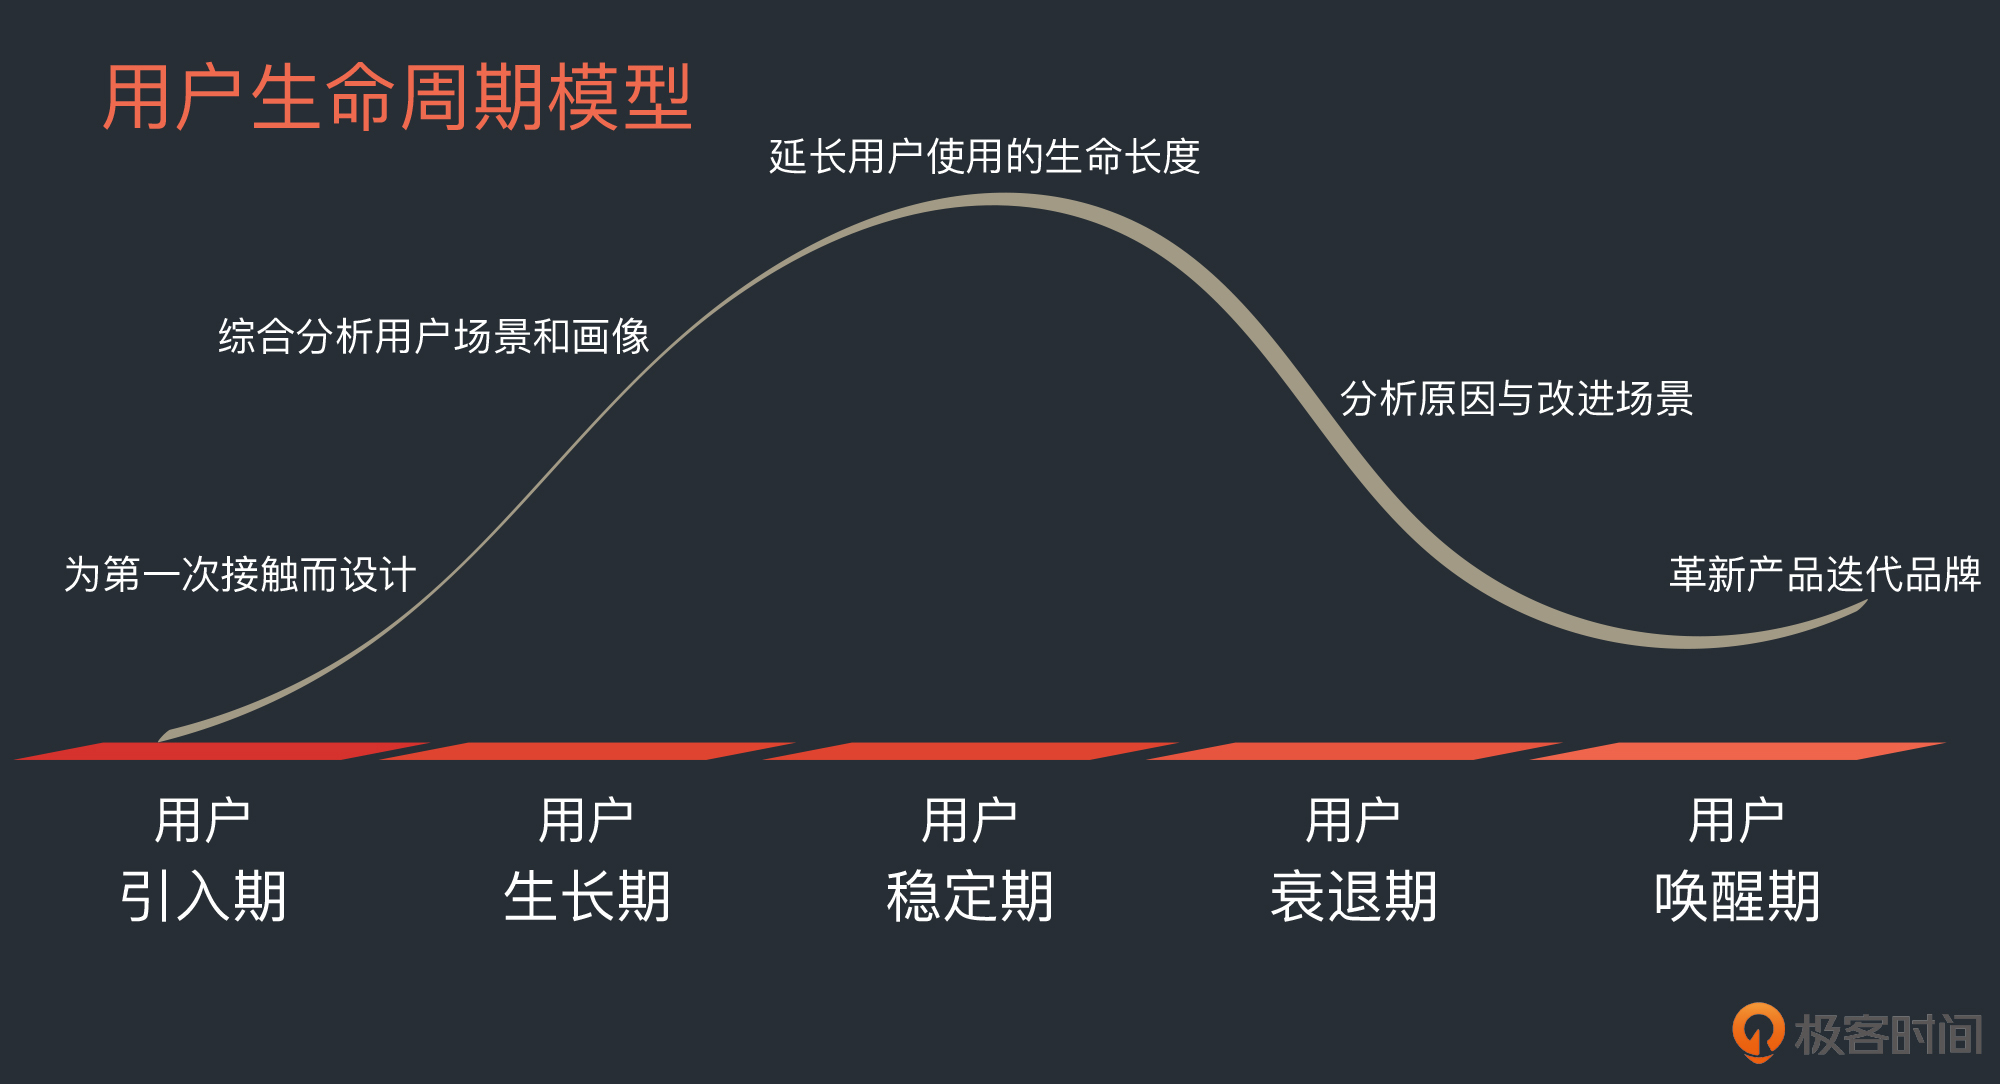 用户生命周期模型
延长用户使用的生命长度
综合分析用户场景和画像
分析原因与改进场景
为第一次接触而设计
革新产品迭代品牌
用户
引入期
用户
生长期
用户
稳定期
用户
衰退期
用户
唤醒期
极客时间